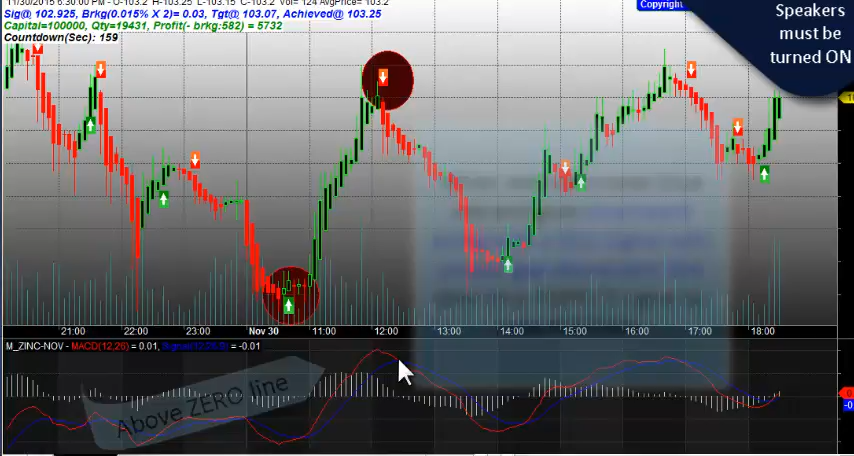 11/30/2015 6:30:00 PM - O-103.2 H-103.25 L-103.15 C-103.2 Vol= 124 AvgPrice= 103.2
Sig@ 102.925, Brkg(0.015% X 2)= 0.03, Tgt@ 103.07, Achieved@ 103.25
Capital=100000, Qty=19431, Profit(- brkg:582) = 5732
Countdown(Sec): 159
Copyright
Speakers
must be
turned ON
21:00 22:00 23:00 Nov 30 11:00 12:00 13:00 14:00 15:00 16:00 17:00 18:00
M_ZINC-NOV - MACD(12,26) = 0.01, = -0.01
Above ZERO line
0
-0